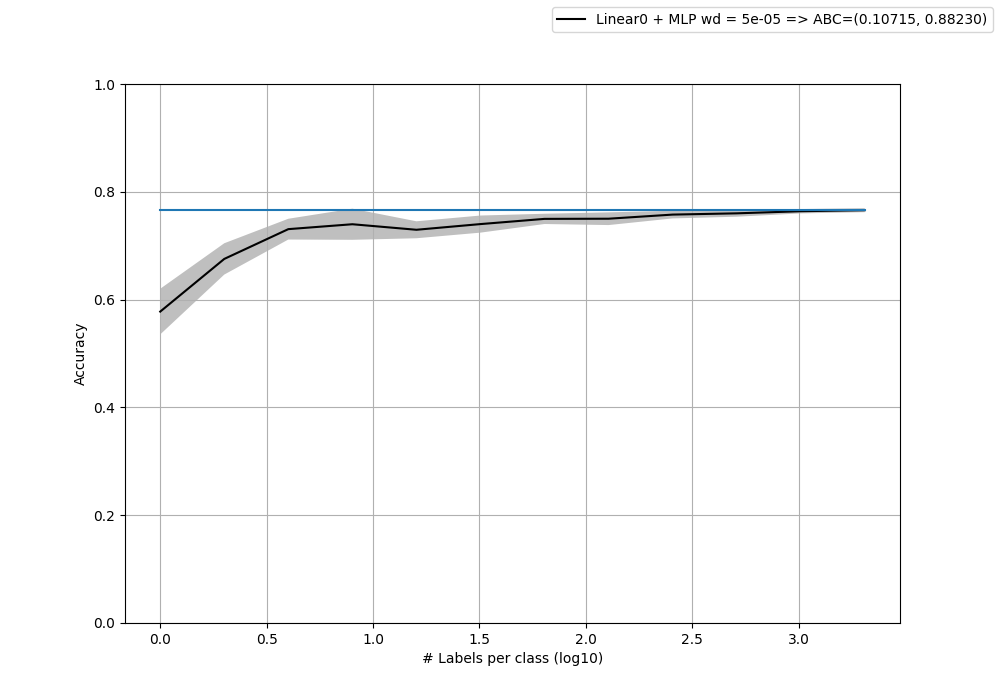 Linear0 + MLP wd = 5e-05 => ABC=(0.10715, 0.88230)
1.0
0.8
0.6
0.4
0.2
0.0
Accuracy
0.0 0.5 1.0 1.5 2.0 2.5 3.0
# Labels per class (log10)